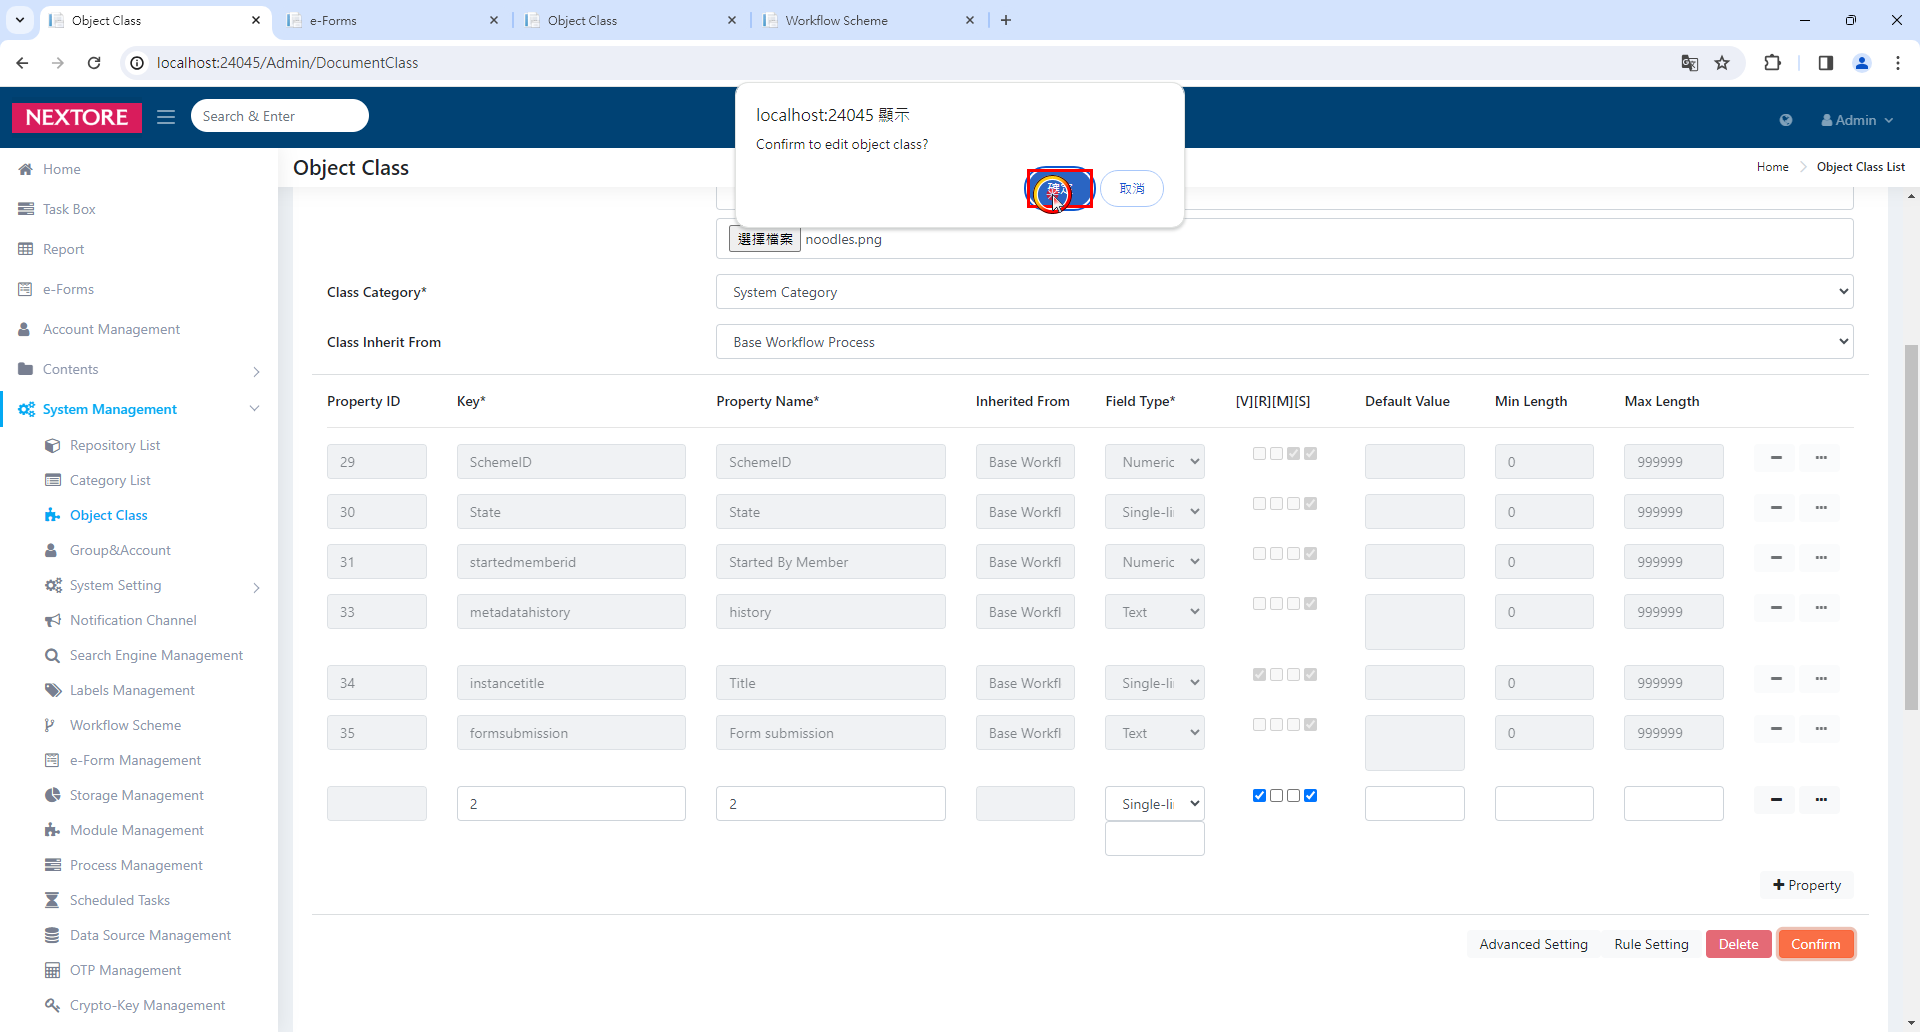 Object Class
e-Forms
Object Class
Workflow Scheme
localhost:24045/Admin/DocumentClass
NEXTORE
Search & Enter
Admin
localhost:24045 顯示
Confirm to edit object class?
取消
Home
Task Box
Report
e-Forms
Account Management
Contents
System Management
Repository List
Category List
Object Class
Group&Account
System Setting
Notification Channel
Search Engine Management
Labels Management
Workflow Scheme
e-Form Management
Storage Management
Module Management
Process Management
Scheduled Tasks
Data Source Management
OTP Management
Crypto-Key Management
Object Class
Home Object Class List
選擇檔案 noodles.png
Class Category* System Category
Class Inherit From Base Workflow Process
Property ID Key* Property Name* Inherited From Field Type* [V][R][M][S] Default Value Min Length Max Length
29 SchemeID SchemeID Base Workfl Numeric 0 999999
30 State State Base Workfl Single-li 0 999999
31 startedmemberid Started By Member Base Workfl Numeric 0 999999
33 metadatahistory history Base Workfl Text 0 999999
34 instancetitle Title Base Workfl Single-li 0 999999
35 formsubmission Form submission Base Workfl Text 0 999999
2 2 Single-li
+ Property
Advanced Setting Rule Setting Delete Confirm